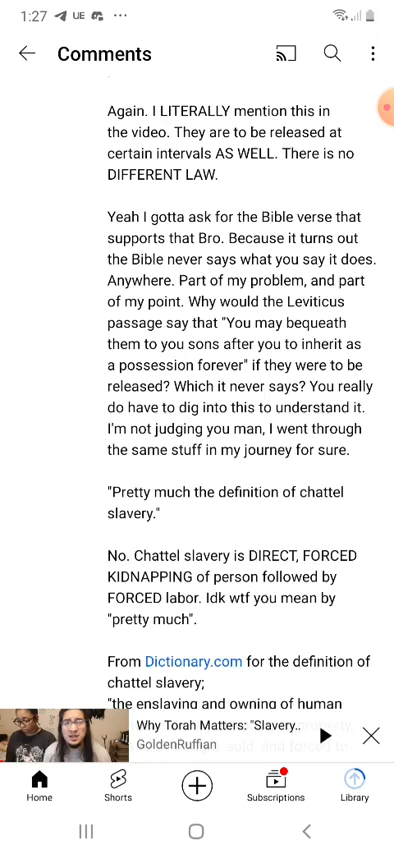 1:27 UE ...
Comments
Again. I LITERALLY mention this in
the video. They are to be released at
certain intervals AS WELL. There is no
DIFFERENT LAW.
Yeah I gotta ask for the Bible verse that
supports that Bro. Because it turns out
the Bible never says what you say it does.
Anywhere. Part of my problem, and part
of my point. Why would the Leviticus
passage say that "You may bequeath
them to you sons after you to inherit as
a possession forever" if they were to be
released? Which it never says? You really
do have to dig into this to understand it.
I'm not judging you man, I went through
the same stuff in my journey for sure.
"Pretty much the definition of chattel
slavery."
No. Chattel slavery is DIRECT, FORCED
KIDNAPPING of person followed by
FORCED labor. Idk wtf you mean by
"pretty much".
From Dictionary.com for the definition of
chattel slavery;
"the enslaving and owning of human
Why Torah Matters: "Slavery..
GoldenRuffian
Home
Shorts
Subscriptions
Library